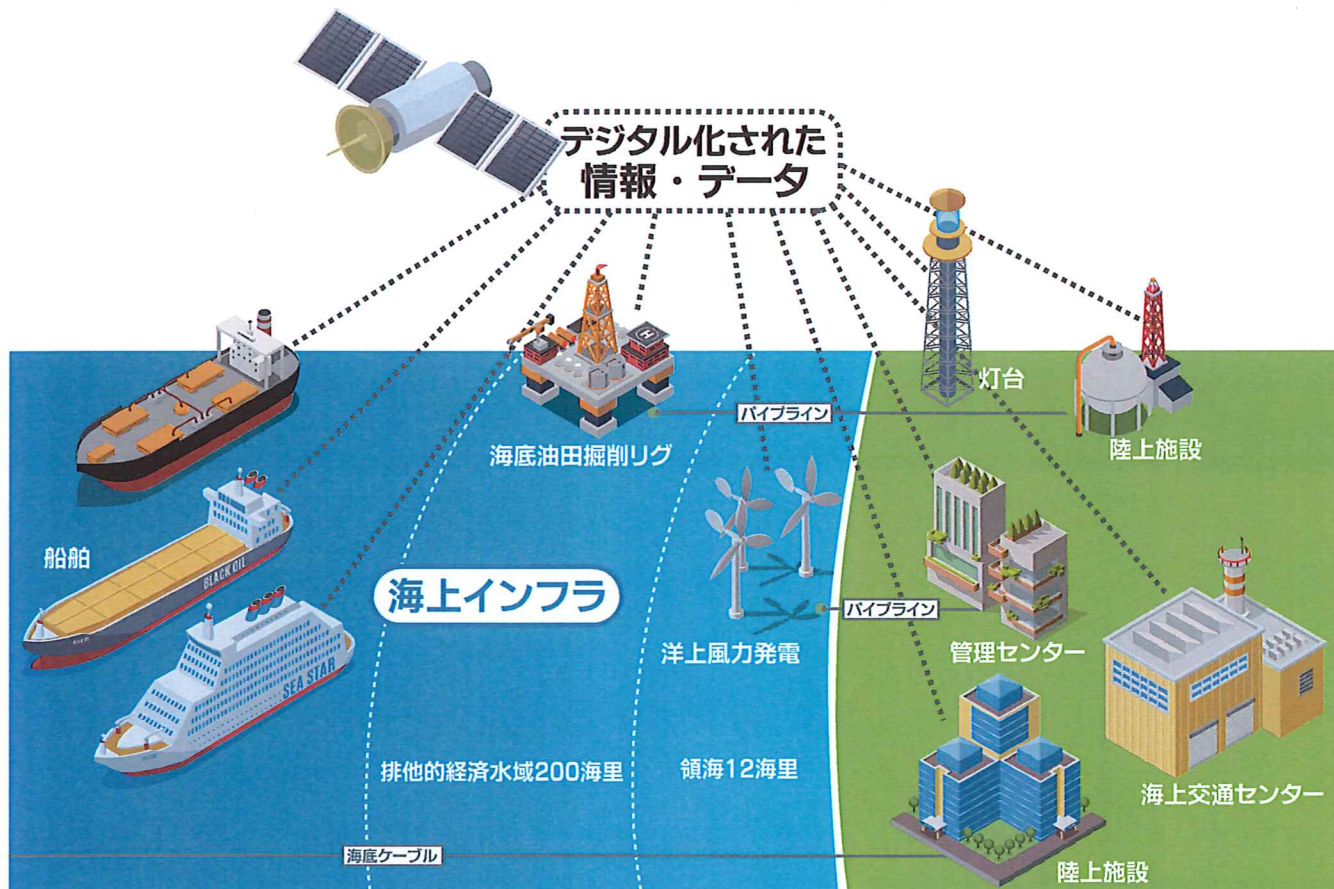 デジタル化された
情報・データ
灯台
パイプライン
陸上施設
海底油田掘削リグ
船舶
BLACK OIL
海上インフラ
パイプライン
洋上風力発電
管理センター
SEA STAR
排他的経済水域200海里
領海12海里
海上交通センター
海底ケーブル
陸上施設
H